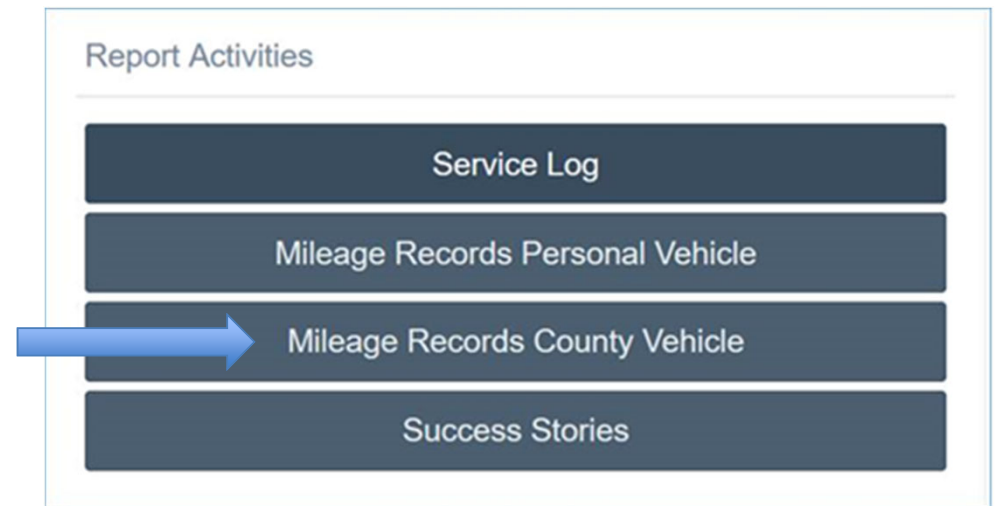 Report Activities
Service Log
Mileage Records Personal Vehicle
Mileage Records County Vehicle
Success Stories